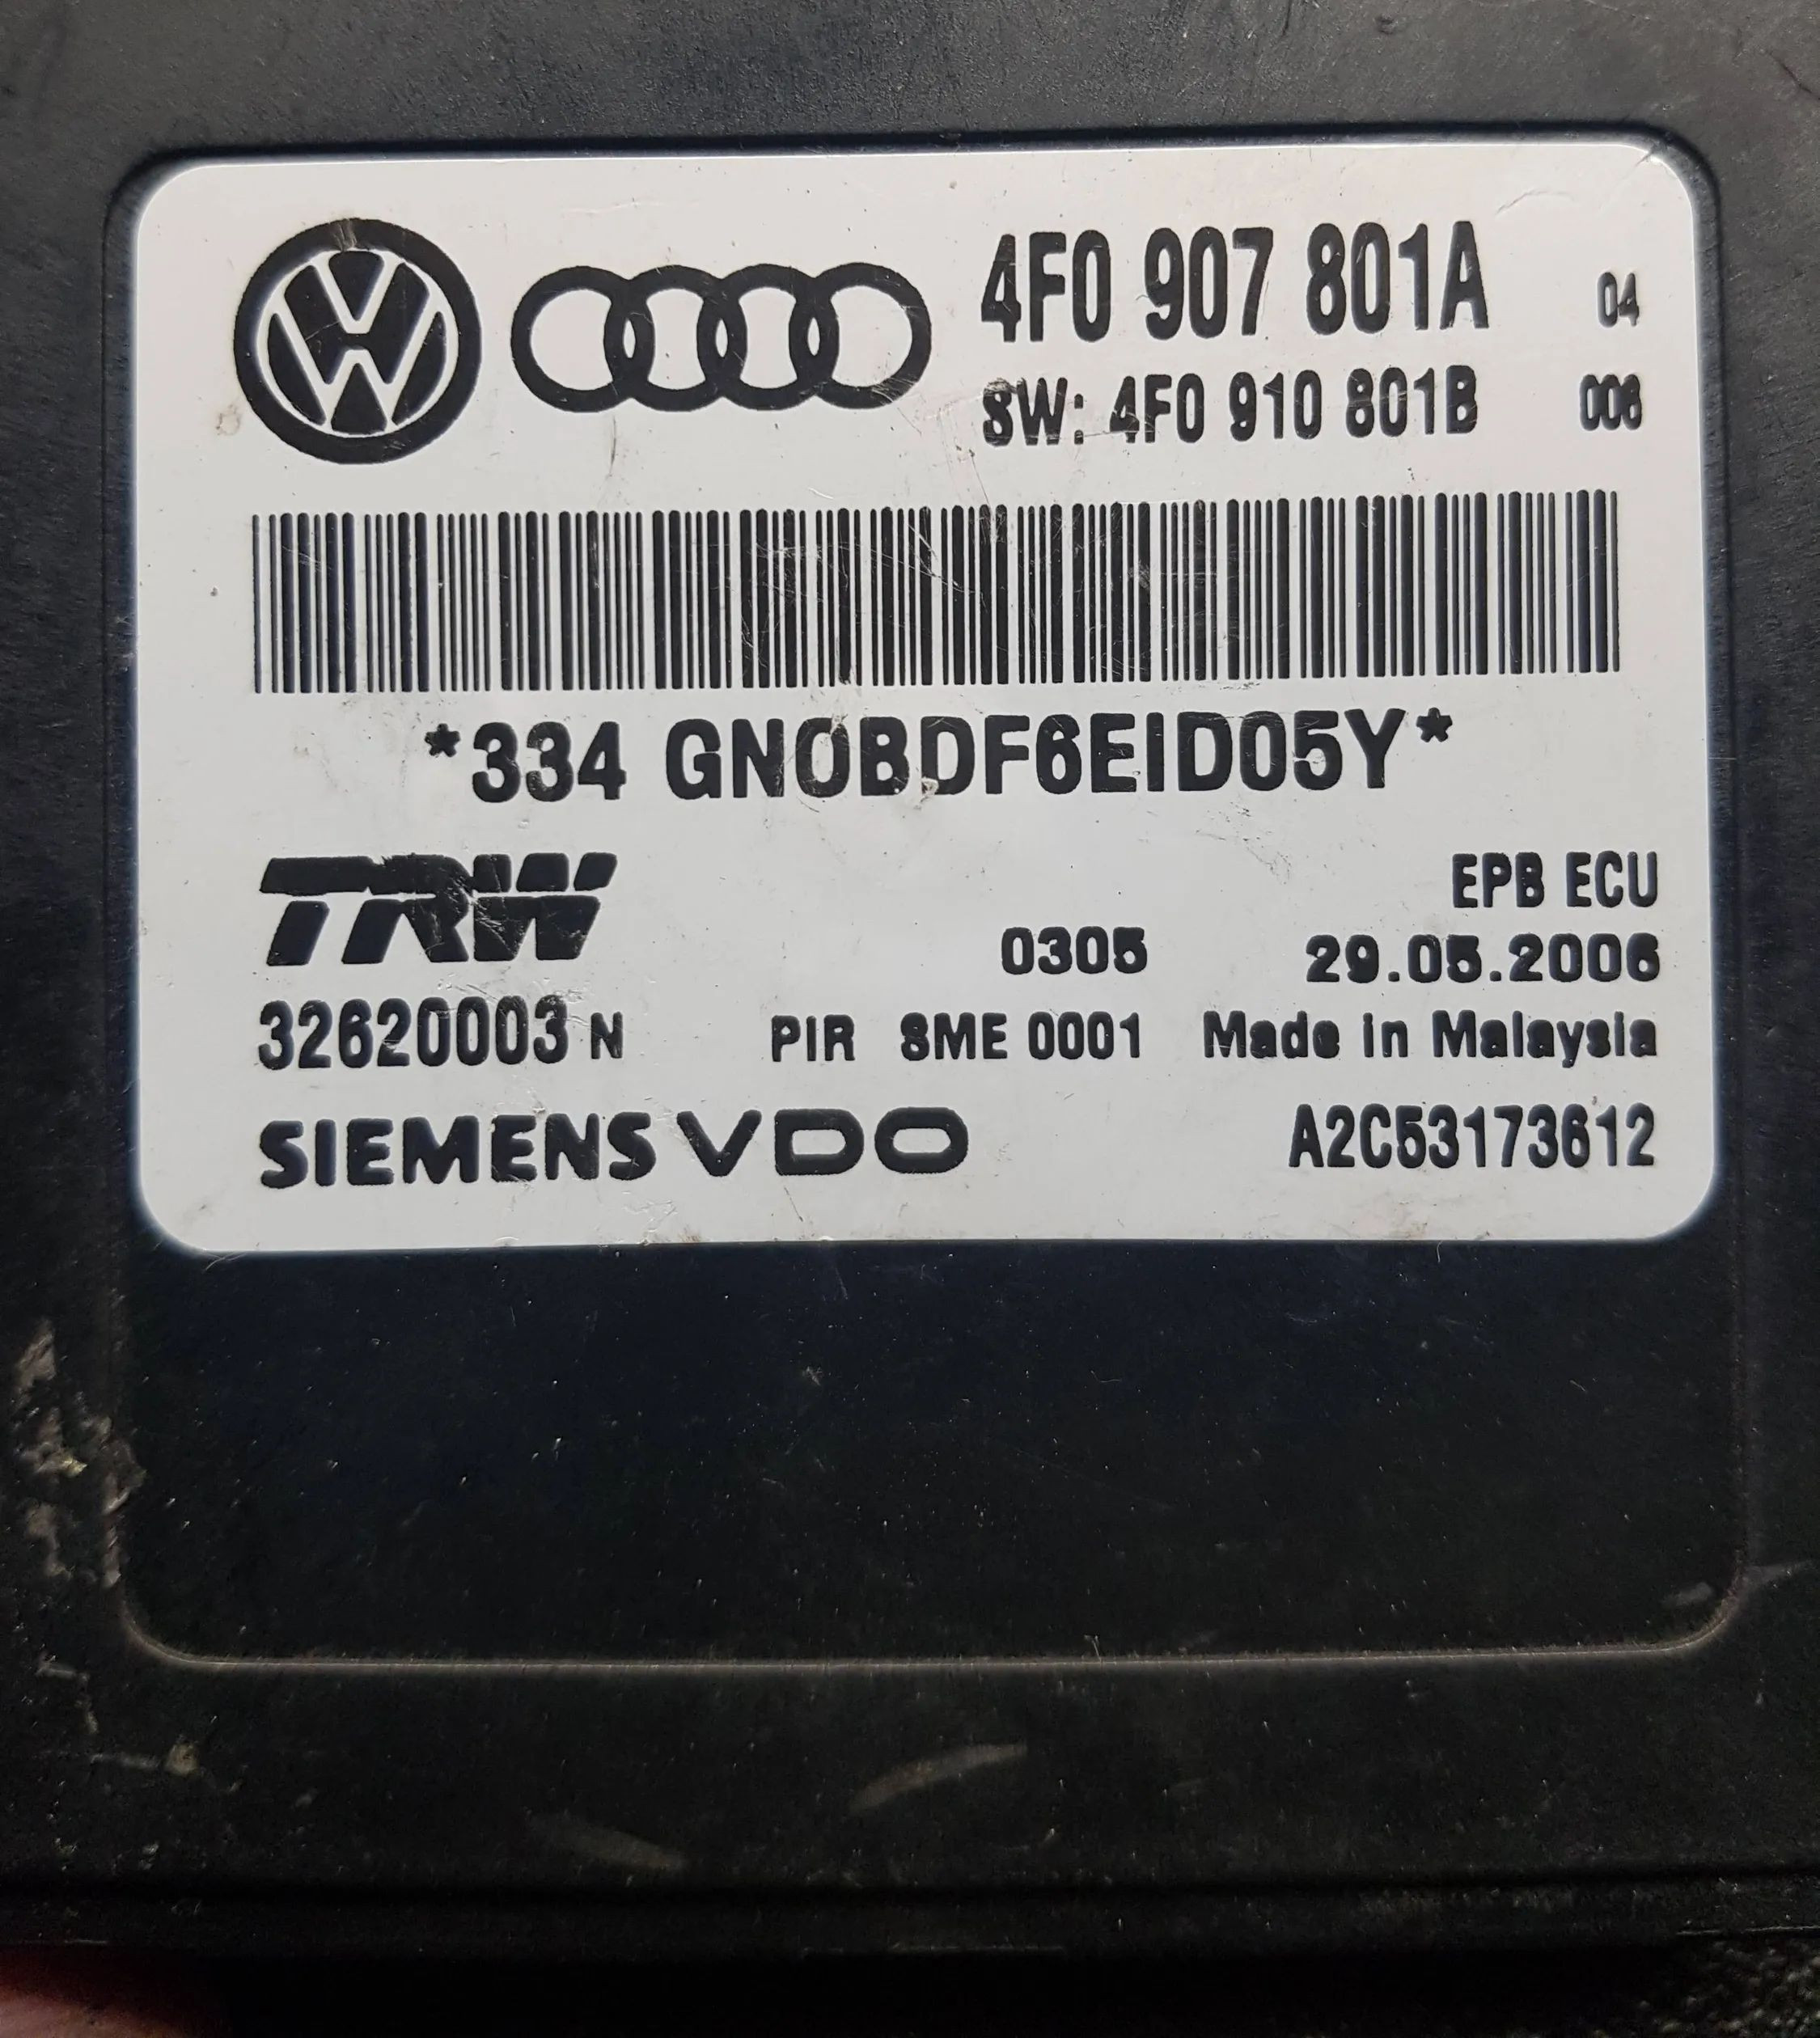 4F0 907 801A 04
SW: 4F0 910 801B 006
*334 GN0BDF6EID05Y*
TRW EPB ECU
0305 29.05.2006
32620003 N PIR SME 0001 Made in Malaysia
SIEMENS VDO A2C53173612